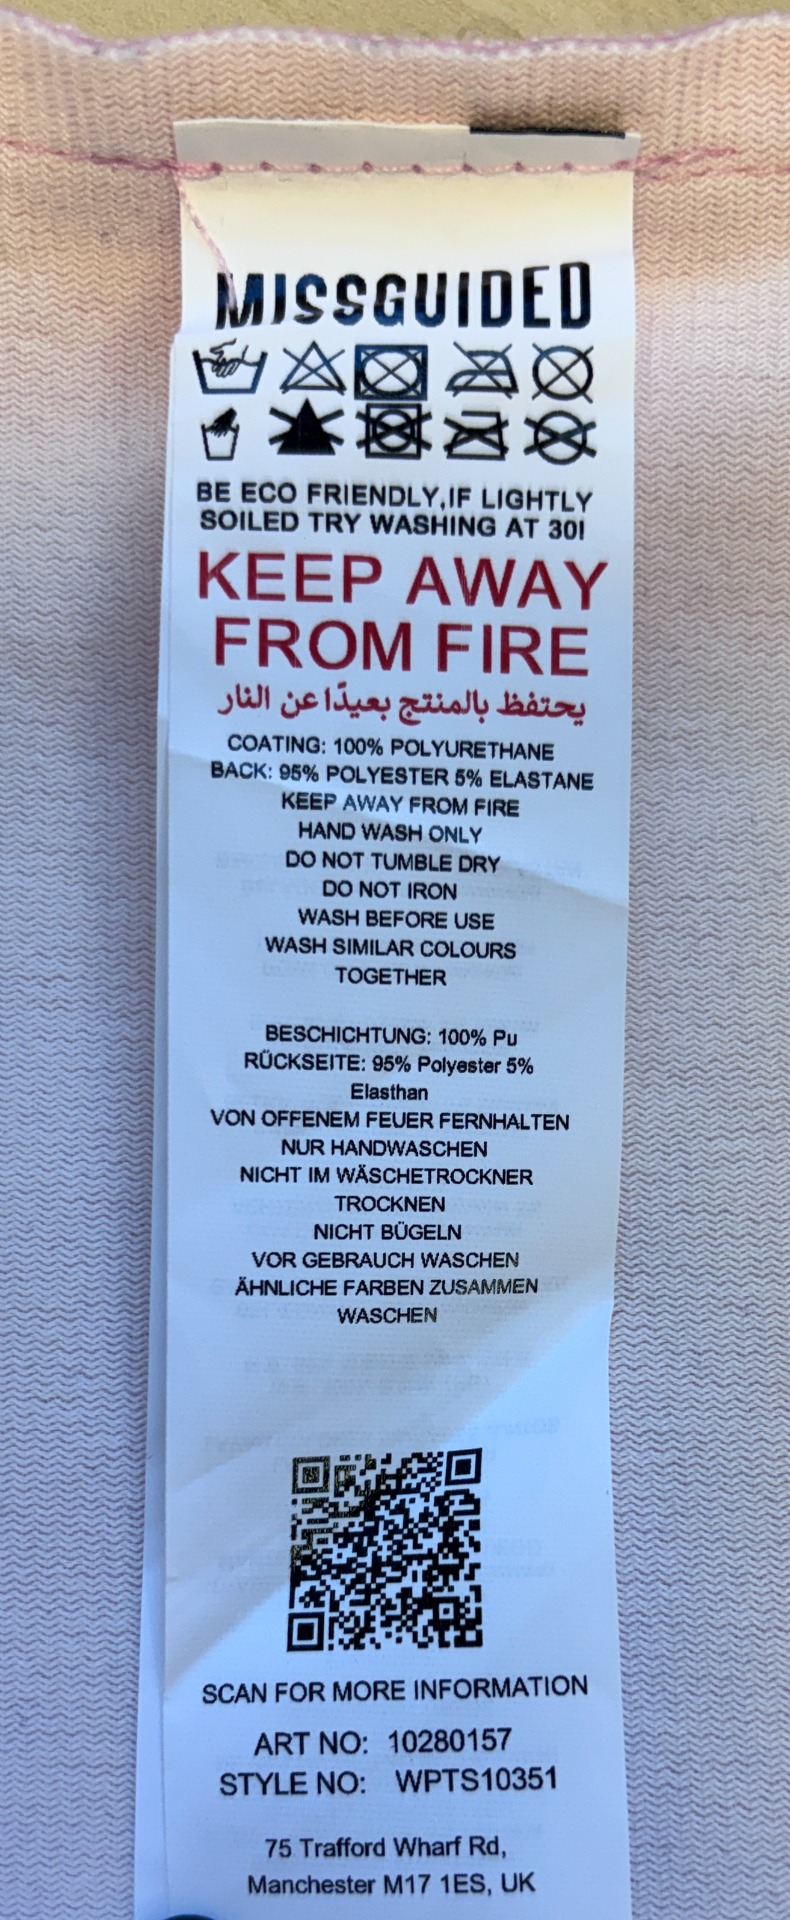 MISSGUIDED
BE ECO FRIENDLY,IF LIGHTLY
SOILED TRY WASHING AT 30!
KEEP AWAY
FROM FIRE
يحتفظ بالمنتج بعيدًا عن النار
COATING: 100% POLYURETHANE
BACK: 95% POLYESTER 5% ELASTANE
KEEP AWAY FROM FIRE
HAND WASH ONLY
DO NOT TUMBLE DRY
DO NOT IRON
WASH BEFORE USE
WASH SIMILAR COLOURS
TOGETHER
BESCHICHTUNG: 100% Pu
RÜCKSEITE: 95% Polyester 5%
Elasthan
VON OFFENEM FEUER FERNHALTEN
NUR HANDWASCHEN
NICHT IM WÄSCHETROCKNER
TROCKNEN
NICHT BÜGELN
VOR GEBRAUCH WASCHEN
ÄHNLICHE FARBEN ZUSAMMEN
WASCHEN
SCAN FOR MORE INFORMATION
ART NO: 10280157
STYLE NO: WPTS10351
75 Trafford Wharf Rd,
Manchester M17 1ES, UK